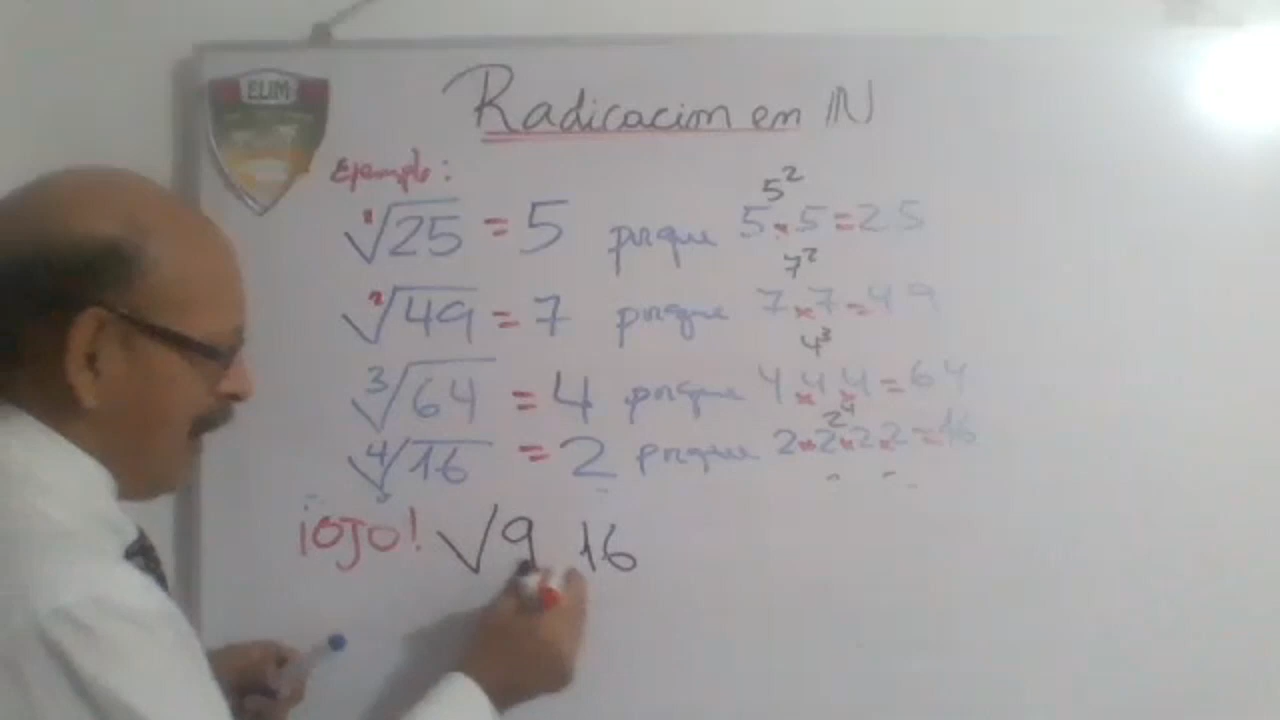 ELIM
Radicación en ℕ
Ejemplo:
²√25 = 5 porque 5×5=25 5²
²√49 = 7 porque 7×7=49 7²
³√64 = 4 porque 4×4×4=64 4³
⁴√16 = 2 porque 2×2×2×2=16 2⁴
¡OJO! √9 16